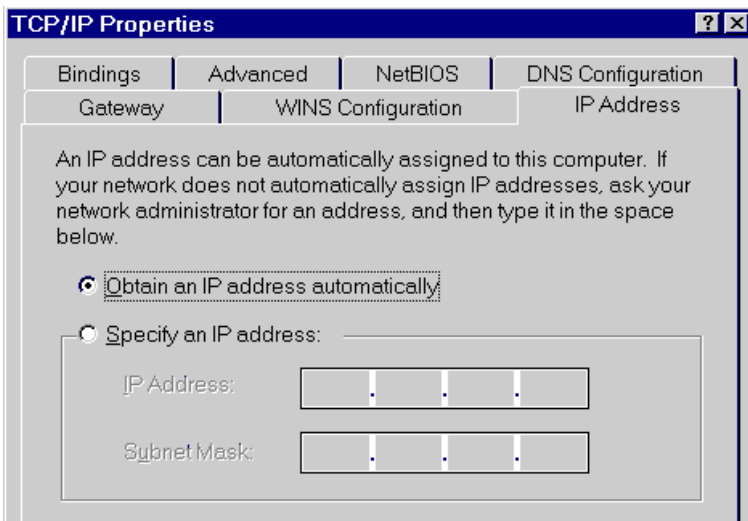 TCP/IP Properties
Bindings Advanced NetBIOS DNS Configuration
Gateway WINS Configuration IP Address
An IP address can be automatically assigned to this computer. If
your network does not automatically assign IP addresses, ask your
network administrator for an address, and then type it in the space
below.
Obtain an IP address automatically
Specify an IP address:
IP Address:
Subnet Mask: